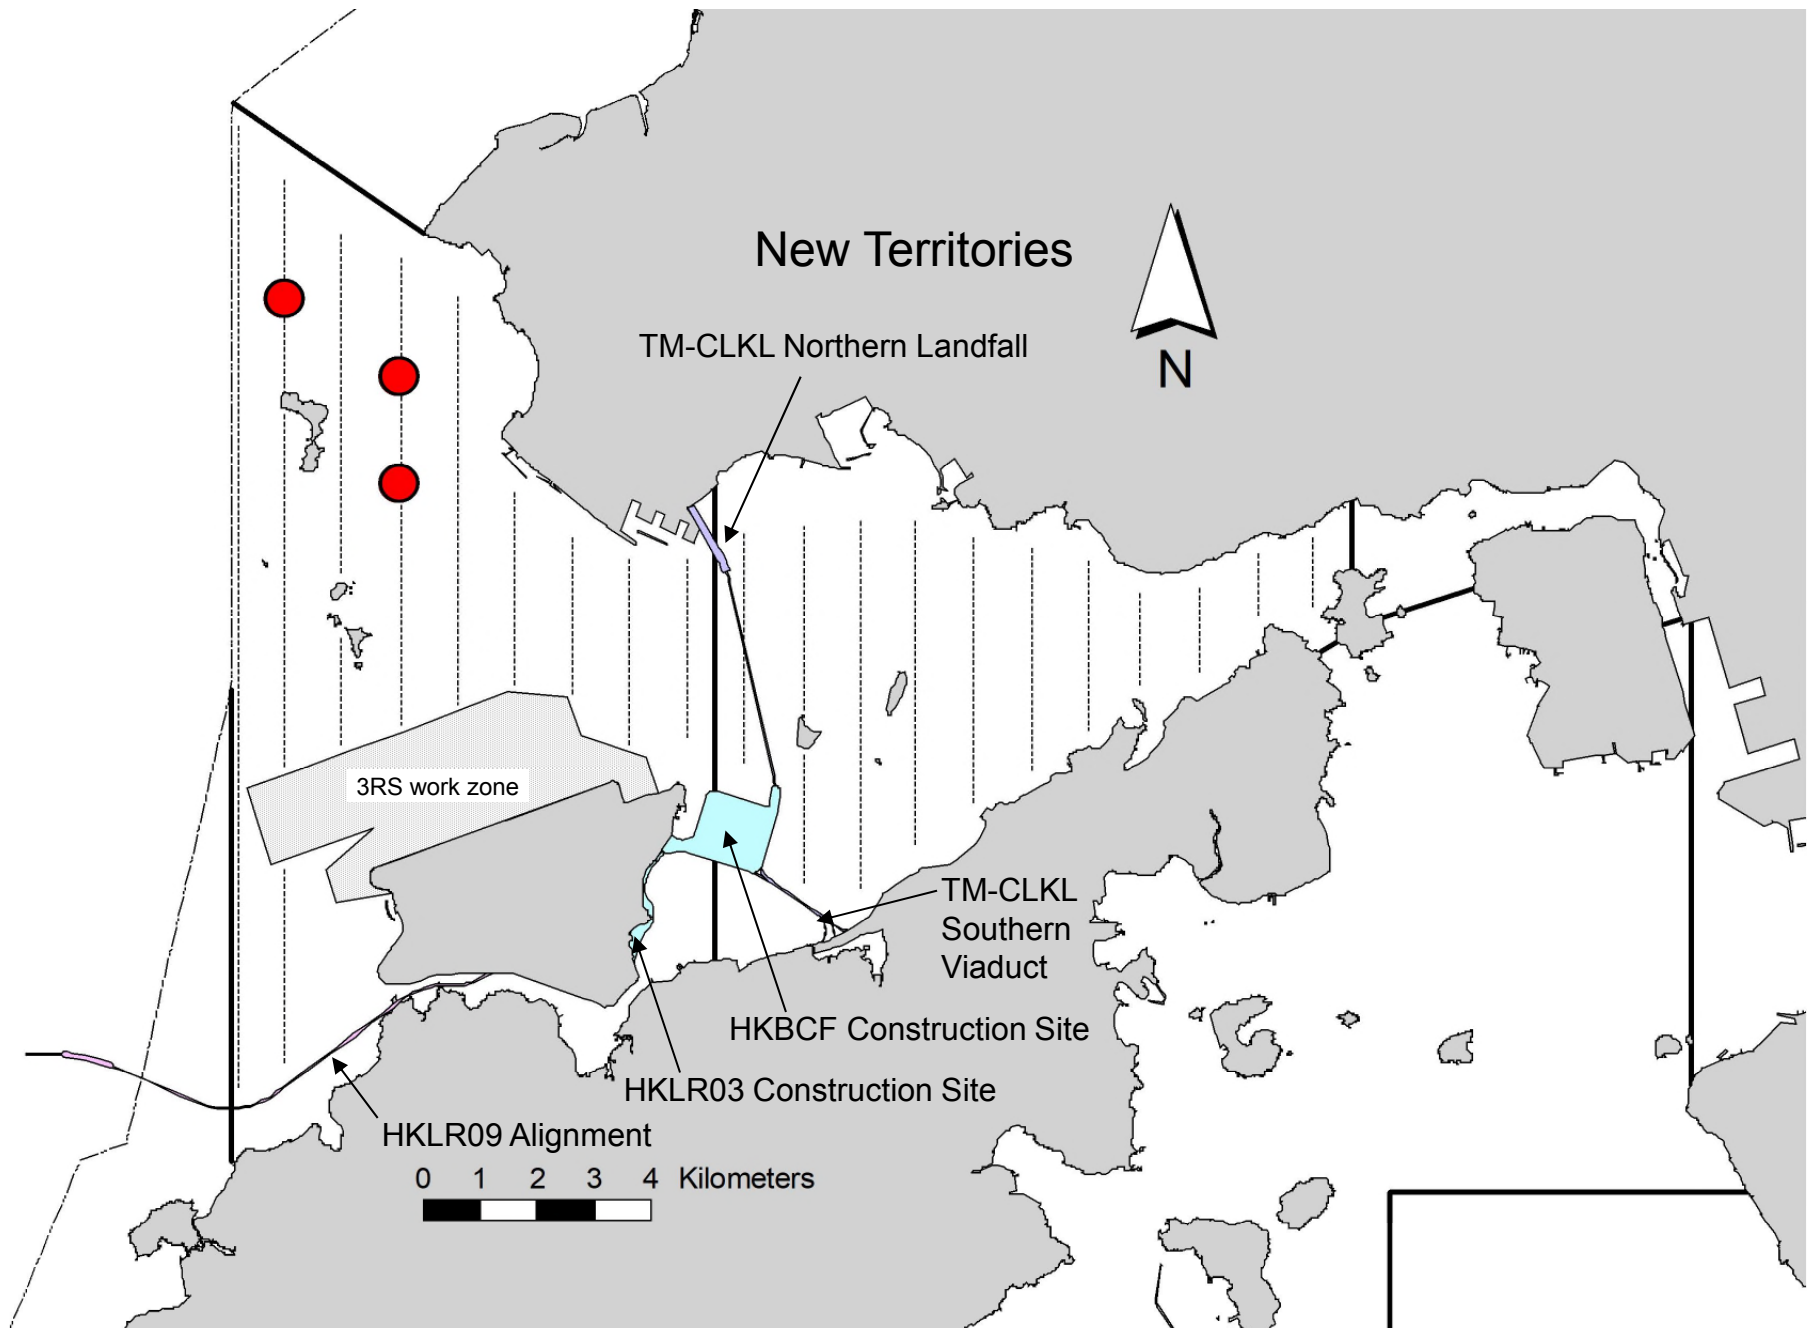 New Territories
TM-CLKL Northern Landfall
N
3RS work zone
TM-CLKL
Southern
Viaduct
HKBCF Construction Site
HKLR03 Construction Site
HKLR09 Alignment
0 1 2 3 4 Kilometers